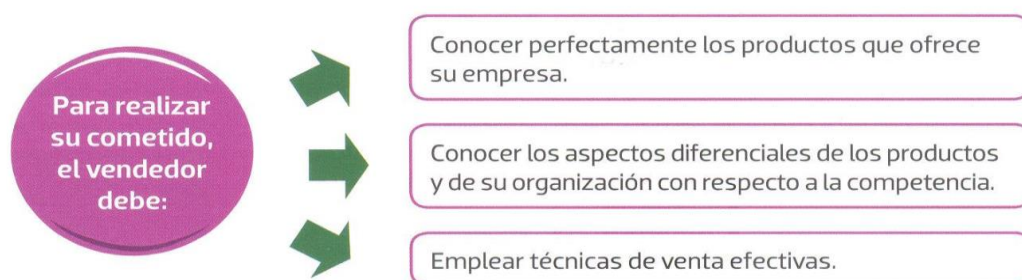 Para realizar
su cometido,
el vendedor
debe:
Conocer perfectamente los productos que ofrece
su empresa.
Conocer los aspectos diferenciales de los productos
y de su organización con respecto a la competencia.
Emplear técnicas de venta efectivas.